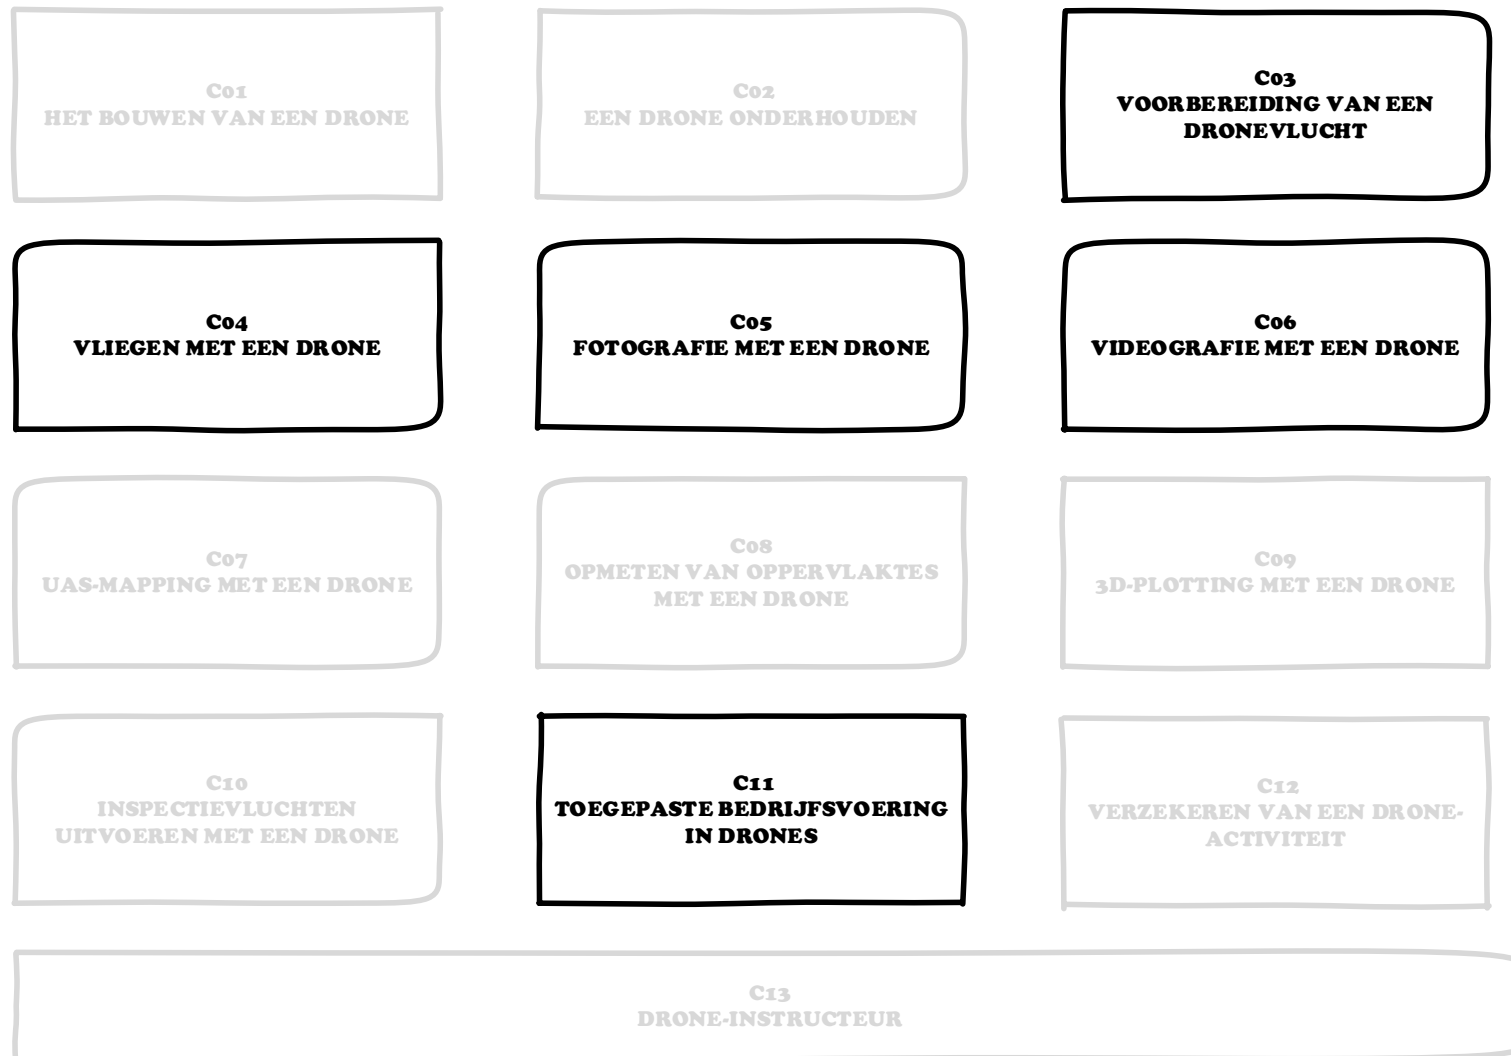 C01
HET BOUWEN VAN EEN DRONE
C02
EEN DRONE ONDERHOUDEN
C03
VOORBEREIDING VAN EEN
DRONEVLUCHT
C04
VLIEGEN MET EEN DRONE
C05
FOTOGRAFIE MET EEN DRONE
C06
VIDEOGRAFIE MET EEN DRONE
C07
UAS-MAPPING MET EEN DRONE
C08
OPMETEN VAN OPPERVLAKTES
MET EEN DRONE
C09
3D-PLOTTING MET EEN DRONE
C10
INSPECTIEVLUCHTEN
UITVOEREN MET EEN DRONE
C11
TOEGEPASTE BEDRIJFSVOERING
IN DRONES
C12
VERZEKEREN VAN EEN DRONE-
ACTIVITEIT
C13
DRONE-INSTRUCTEUR